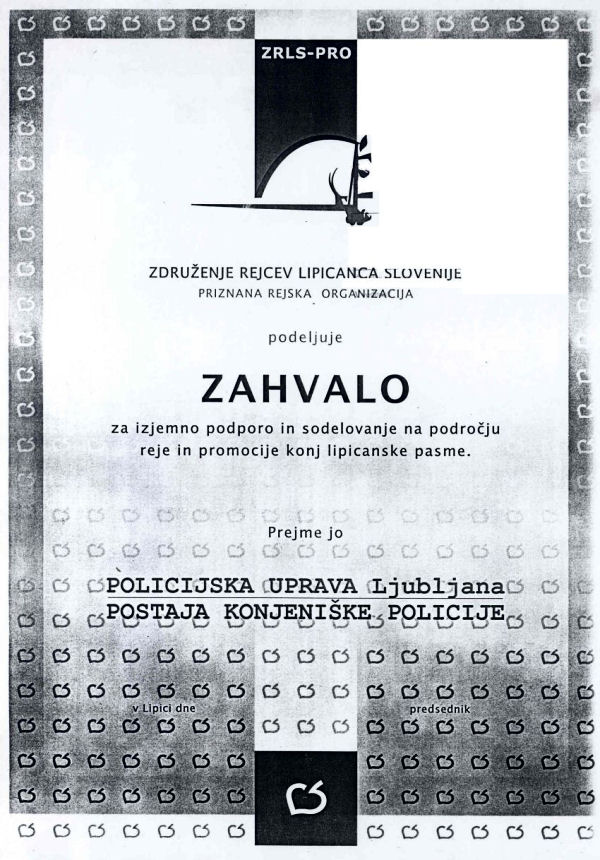 ZRLS-PRO
ZDRUŽENJE REJCEV LIPICANCA SLOVENIJE
PRIZNANA REJSKA ORGANIZACIJA
podeljuje
ZAHVALO
za izjemno podporo in sodelovanje na področju
reje in promocije konj lipicanske pasme.
Prejme jo
POLICIJSKA UPRAVA Ljubljana
POSTAJA KONJENIŠKE POLICIJE
v Lipici dne
predsednik